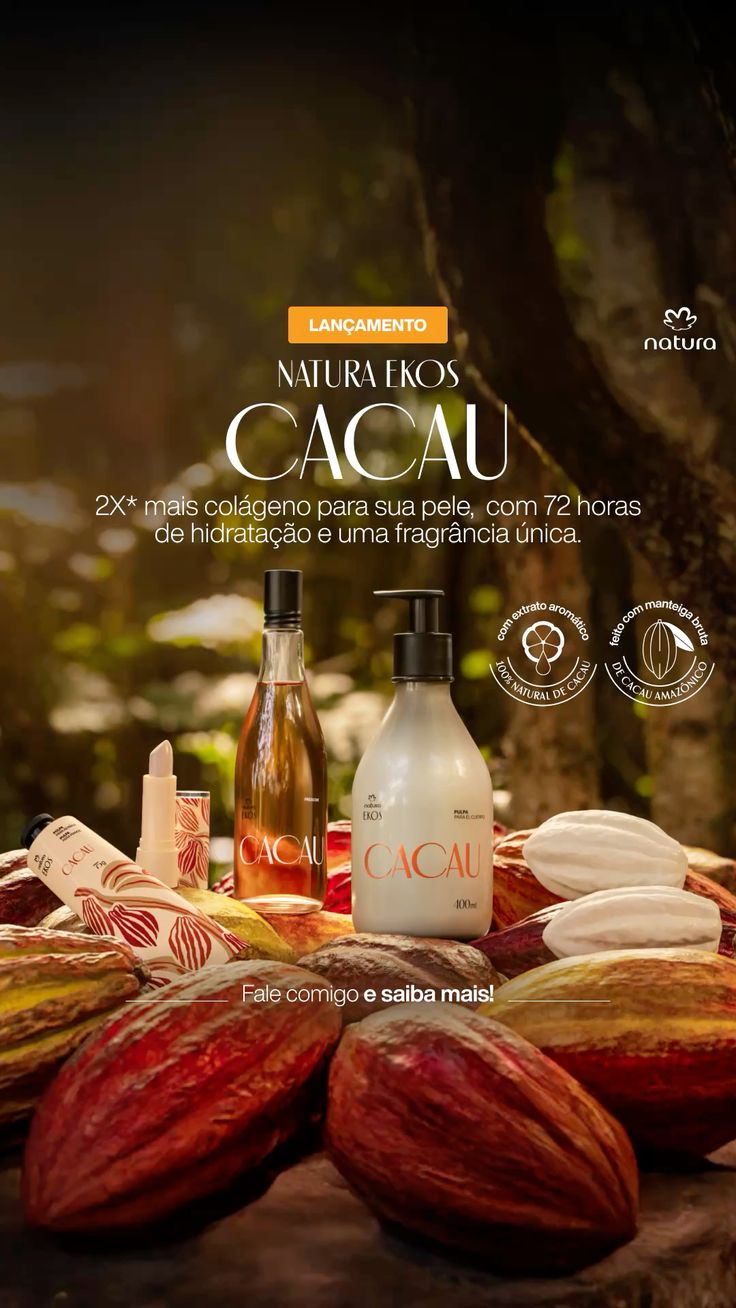 LANÇAMENTO
natura
NATURA EKOS
CACAU
2X* mais colágeno para sua pele, com 72 horas
de hidratação e uma fragrância única.
com extrato aromático
100% NATURAL DE CACAU
feito com manteiga bruta
DE CACAU AMAZÔNICO
EKOS
CACAU
75g
CACAU
natura
EKOS
PULPA
PARA EL CUERPO
CACAU
400ml
Fale comigo e saiba mais!